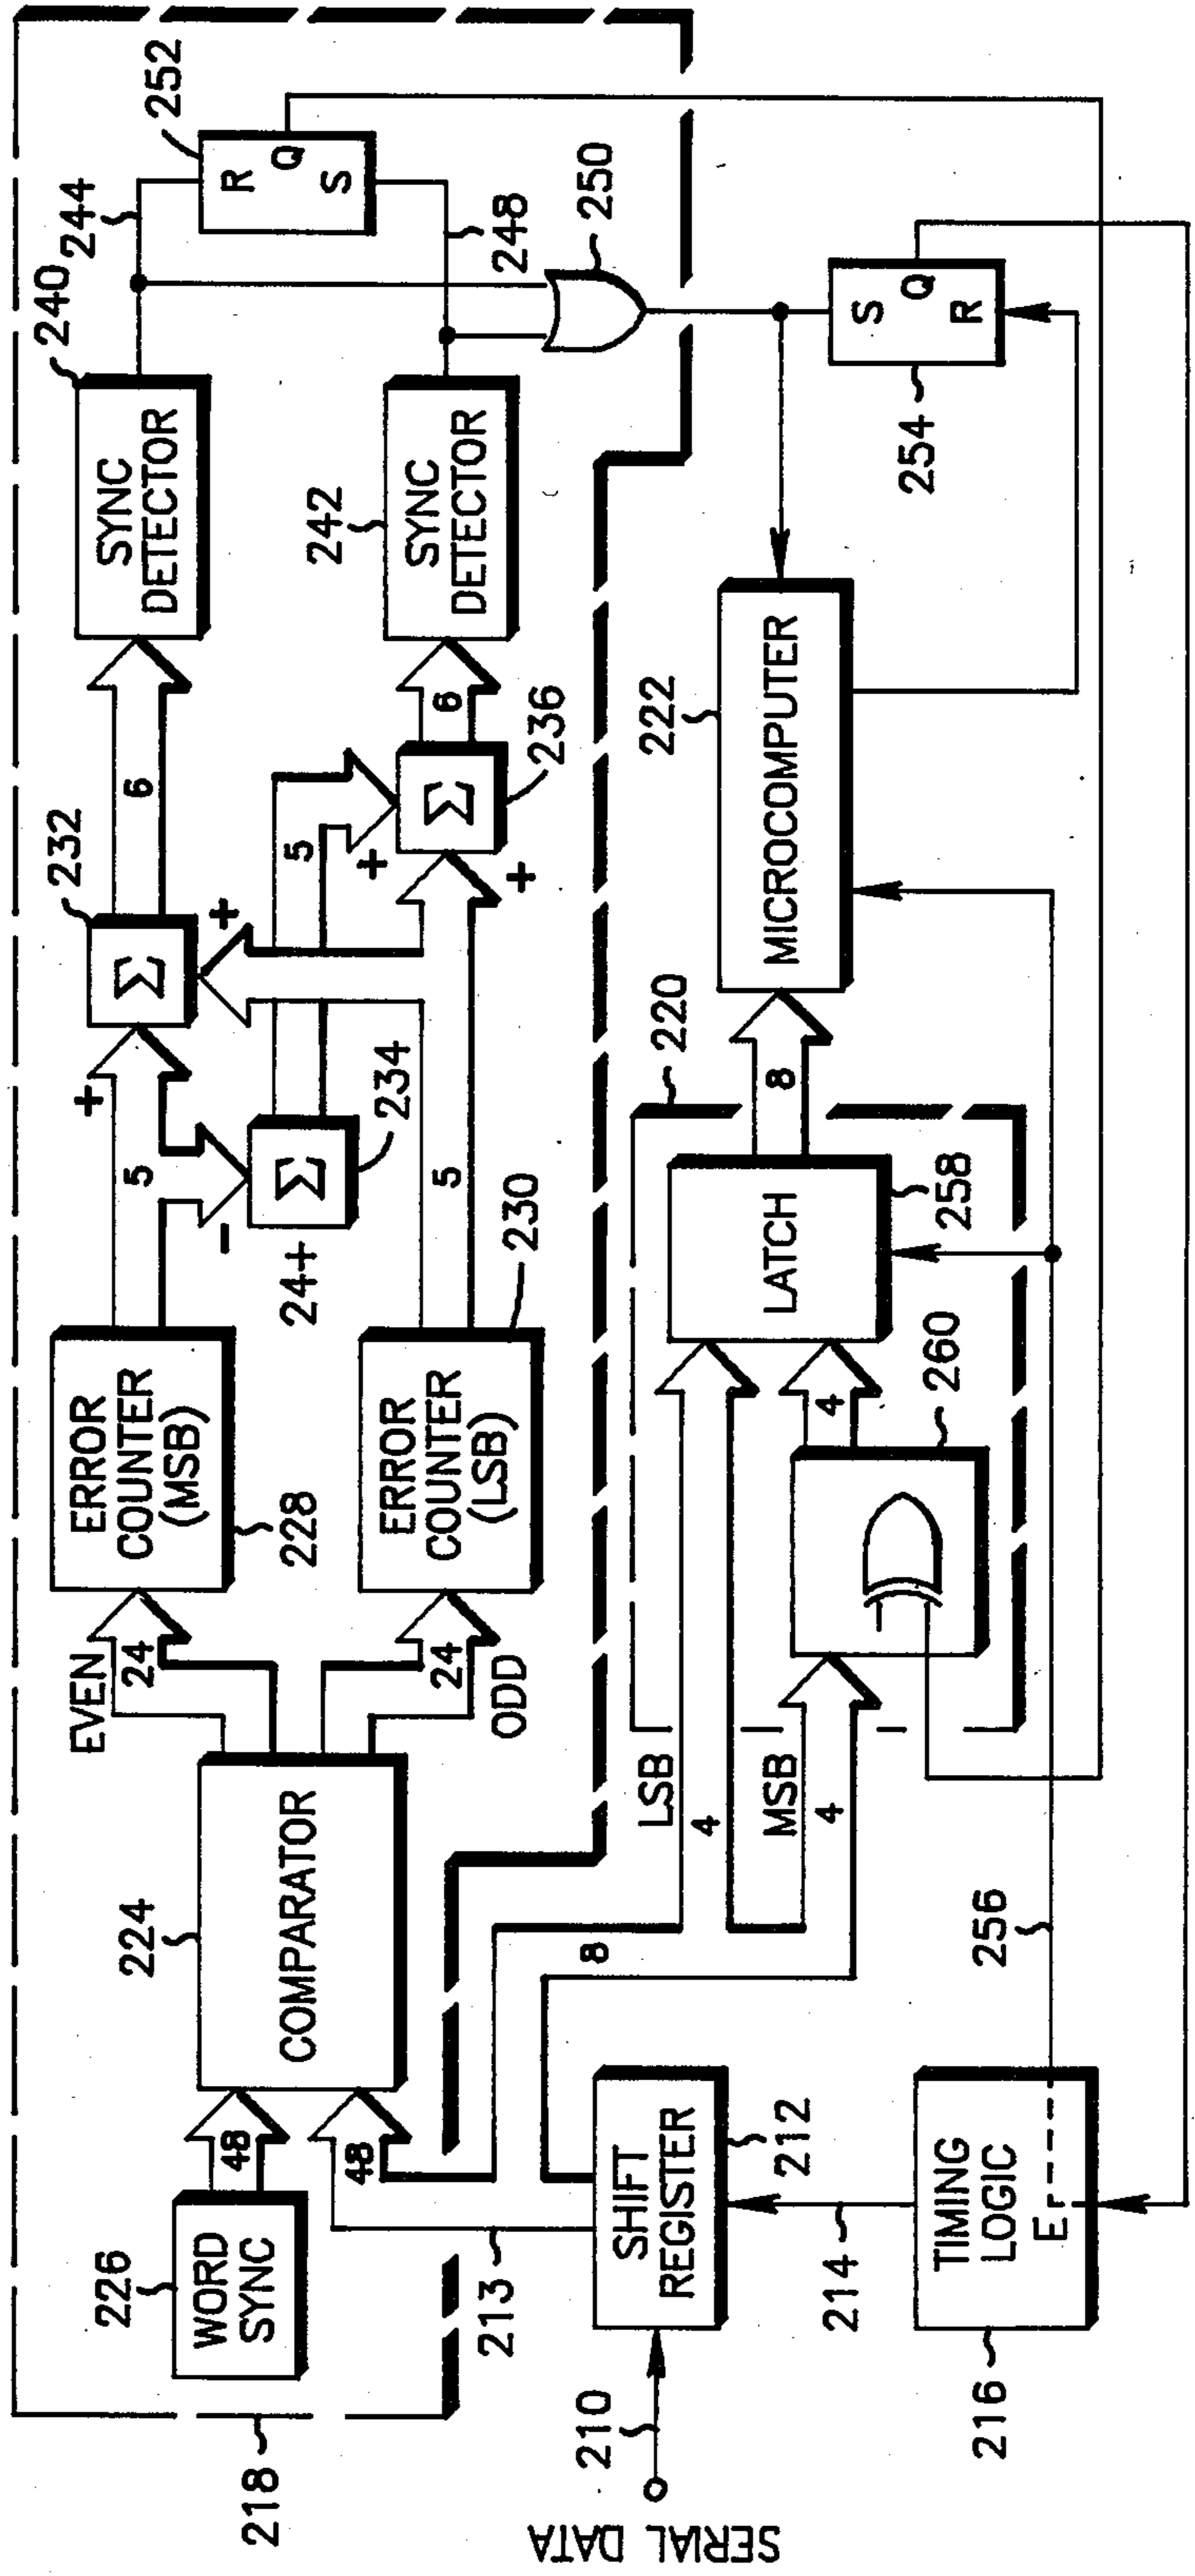 218
226
WORD
SYNC
48
48
224
COMPARATOR
EVEN
24
24
ODD
ERROR
COUNTER
(MSB)
228
ERROR
COUNTER
(LSB)
230
5
5
+
-
24+
Σ
234
232
Σ
+
5
+
+
Σ
236
6
6
240
SYNC
DETECTOR
242
SYNC
DETECTOR
244
248
252
R
Q
S
250
SERIAL DATA
210
213
SHIFT
REGISTER
212
214
216
TIMING
LOGIC
E
256
8
LSB
4
MSB
4
260
4
LATCH
258
220
8
222
MICROCOMPUTER
254
S
Q
R